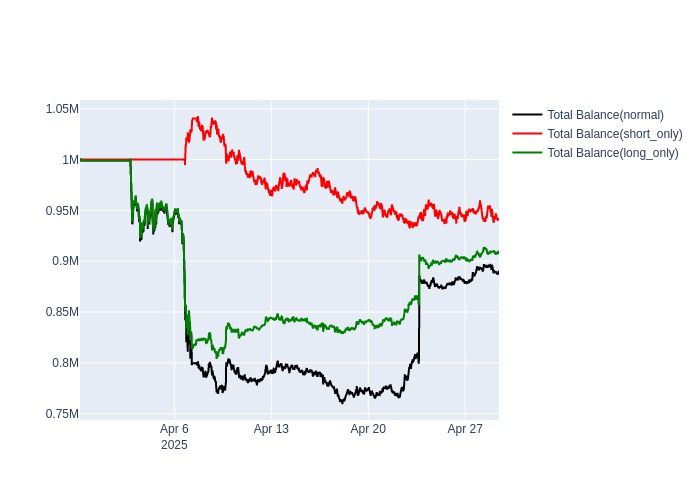 1.05M
1M
0.95M
0.9M
0.85M
0.8M
0.75M
Apr 6
2025
Apr 13
Apr 20
Apr 27
Total Balance(normal)
Total Balance(short_only)
Total Balance(long_only)